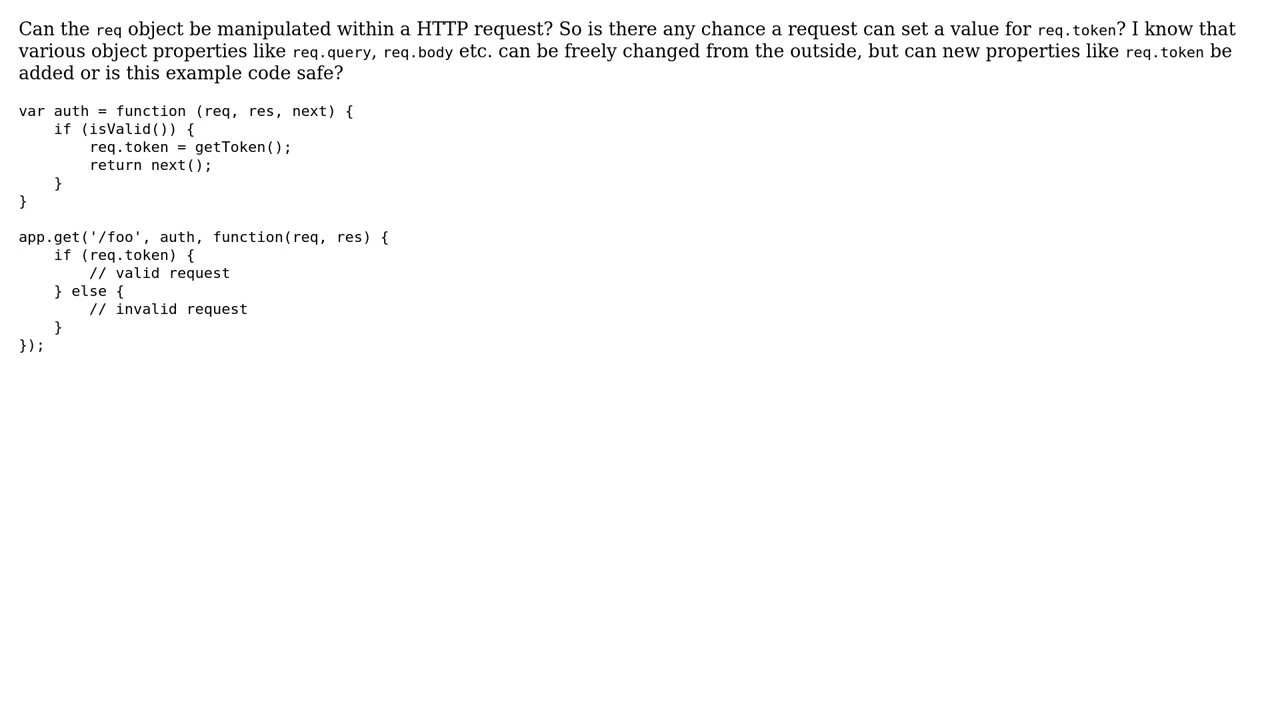 Can the req object be manipulated within a HTTP request? So is there any chance a request can set a value for req.token? I know that
various object properties like req.query, req.body etc. can be freely changed from the outside, but can new properties like req.token be
added or is this example code safe?
var auth = function (req, res, next) {
    if (isValid()) {
        req.token = getToken();
        return next();
    }
}
app.get('/foo', auth, function(req, res) {
    if (req.token) {
        // valid request
    } else {
        // invalid request
    }
});